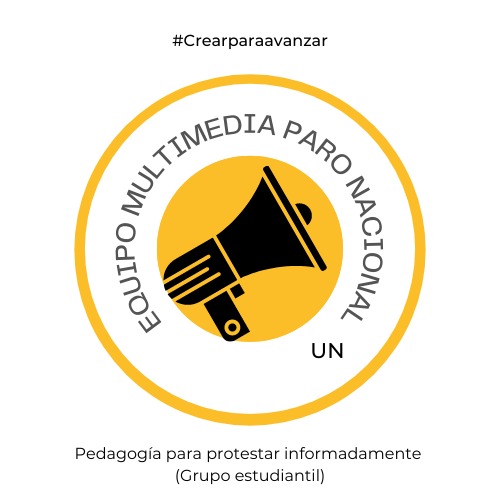 #Crearparaavanzar
EQUIPO MULTIMEDIA PARO NACIONAL
UN
Pedagogía para protestar informadamente
(Grupo estudiantil)